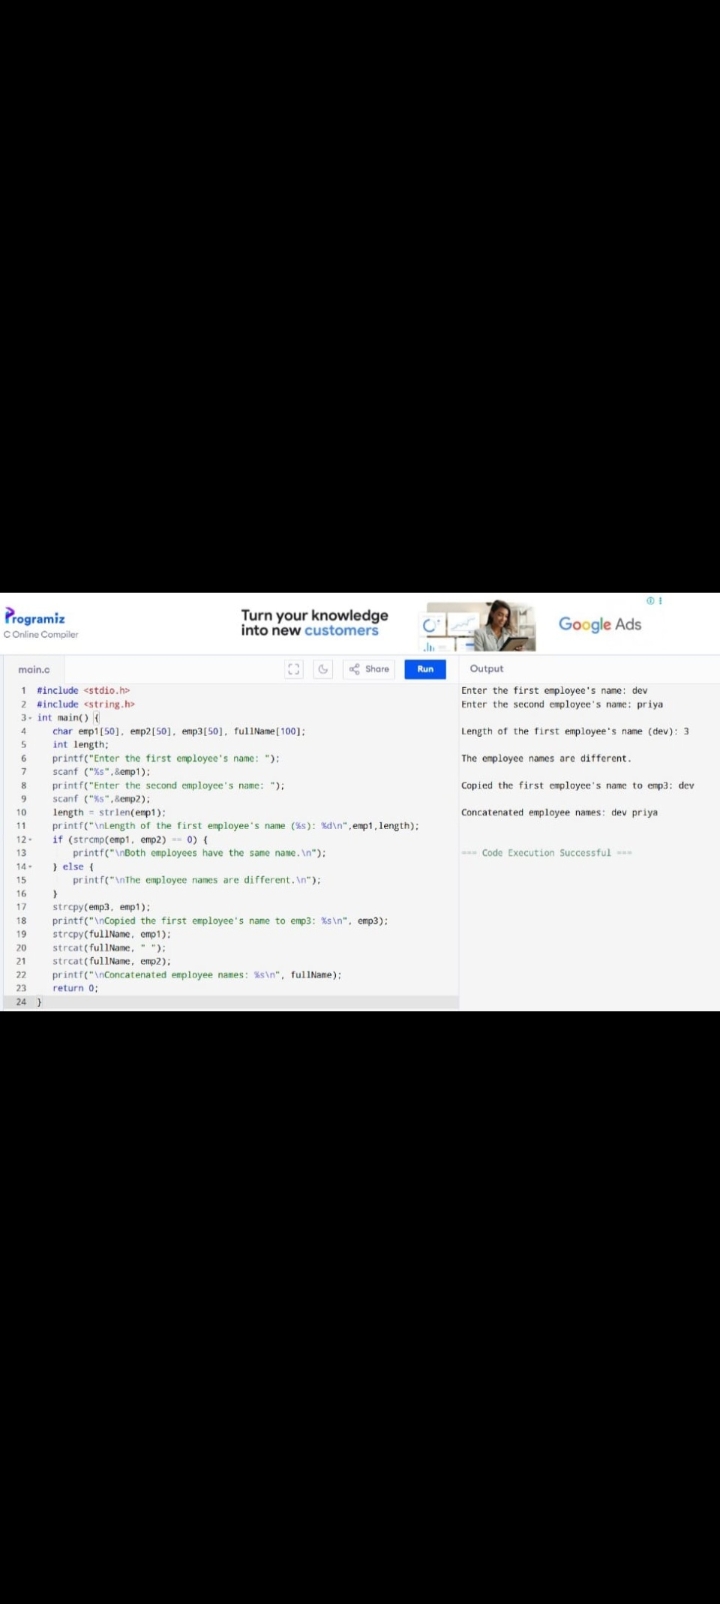 Programiz
C Online Compiler
Turn your knowledge
into new customers
Google Ads
main.c
Share
Run
Output
1 #include <stdio.h>
2 #include <string.h>
3 int main() {
4 char emp1[50], emp2[50], emp3[50], fullName[100];
5 int length;
6 printf("Enter the first employee's name: ");
7 scanf ("%s",&emp1);
8 printf("Enter the second employee's name: ");
9 scanf ("%s",&emp2);
10 length = strlen(emp1);
11 printf("\nLength of the first employee's name (%s): %d\n",emp1,length);
12 if (strcmp(emp1, emp2) == 0) {
13 printf("\nBoth employees have the same name.\n");
14 } else {
15 printf("\nThe employee names are different.\n");
16 }
17 strcpy(emp3, emp1);
18 printf("\nCopied the first employee's name to emp3: %s\n", emp3);
19 strcpy(fullName, emp1);
20 strcat(fullName, " ");
21 strcat(fullName, emp2);
22 printf("\nConcatenated employee names: %s\n", fullName);
23 return 0;
24 }
Enter the first employee's name: dev
Enter the second employee's name: priya
Length of the first employee's name (dev): 3
The employee names are different.
Copied the first employee's name to emp3: dev
Concatenated employee names: dev priya
=== Code Execution Successful ===